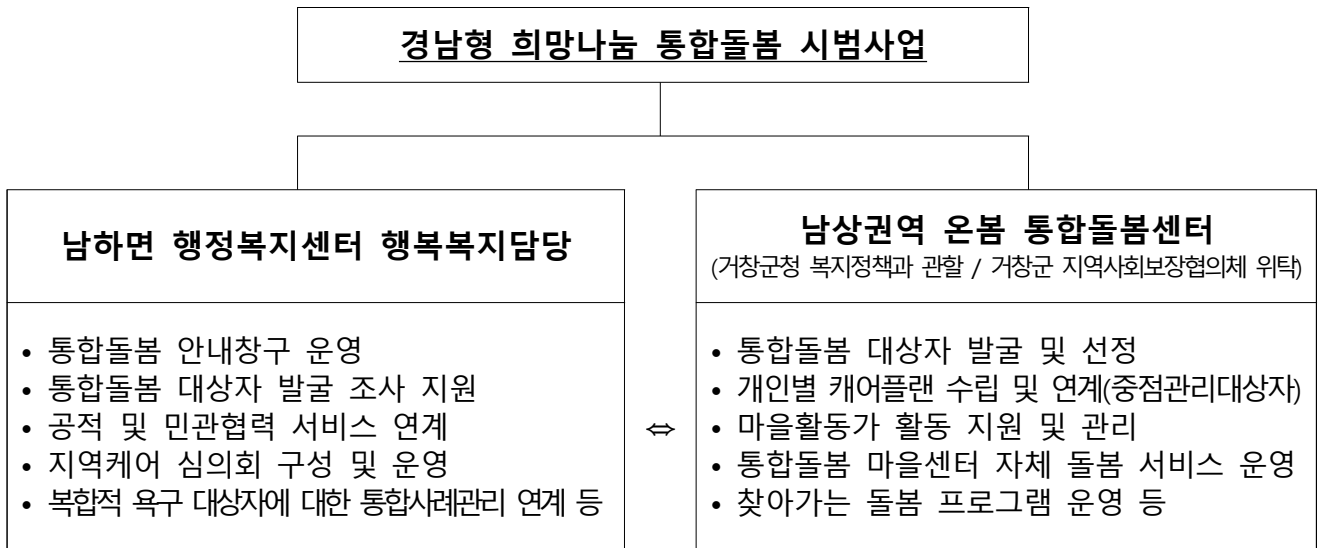 경남형 희망나눔 통합돌봄 시범사업
남하면 행정복지센터 행복복지담당
• 통합돌봄 안내창구 운영
• 통합돌봄 대상자 발굴 조사 지원
• 공적 및 민관협력 서비스 연계
• 지역케어 심의회 구성 및 운영
• 복합적 욕구 대상자에 대한 통합사례관리 연계 등
⇔
남상권역 온봄 통합돌봄센터
(거창군청 복지정책과 관할 / 거창군 지역사회보장협의체 위탁)
• 통합돌봄 대상자 발굴 및 선정
• 개인별 캐어플랜 수립 및 연계(중점관리대상자)
• 마을활동가 활동 지원 및 관리
• 통합돌봄 마을센터 자체 돌봄 서비스 운영
• 찾아가는 돌봄 프로그램 운영 등